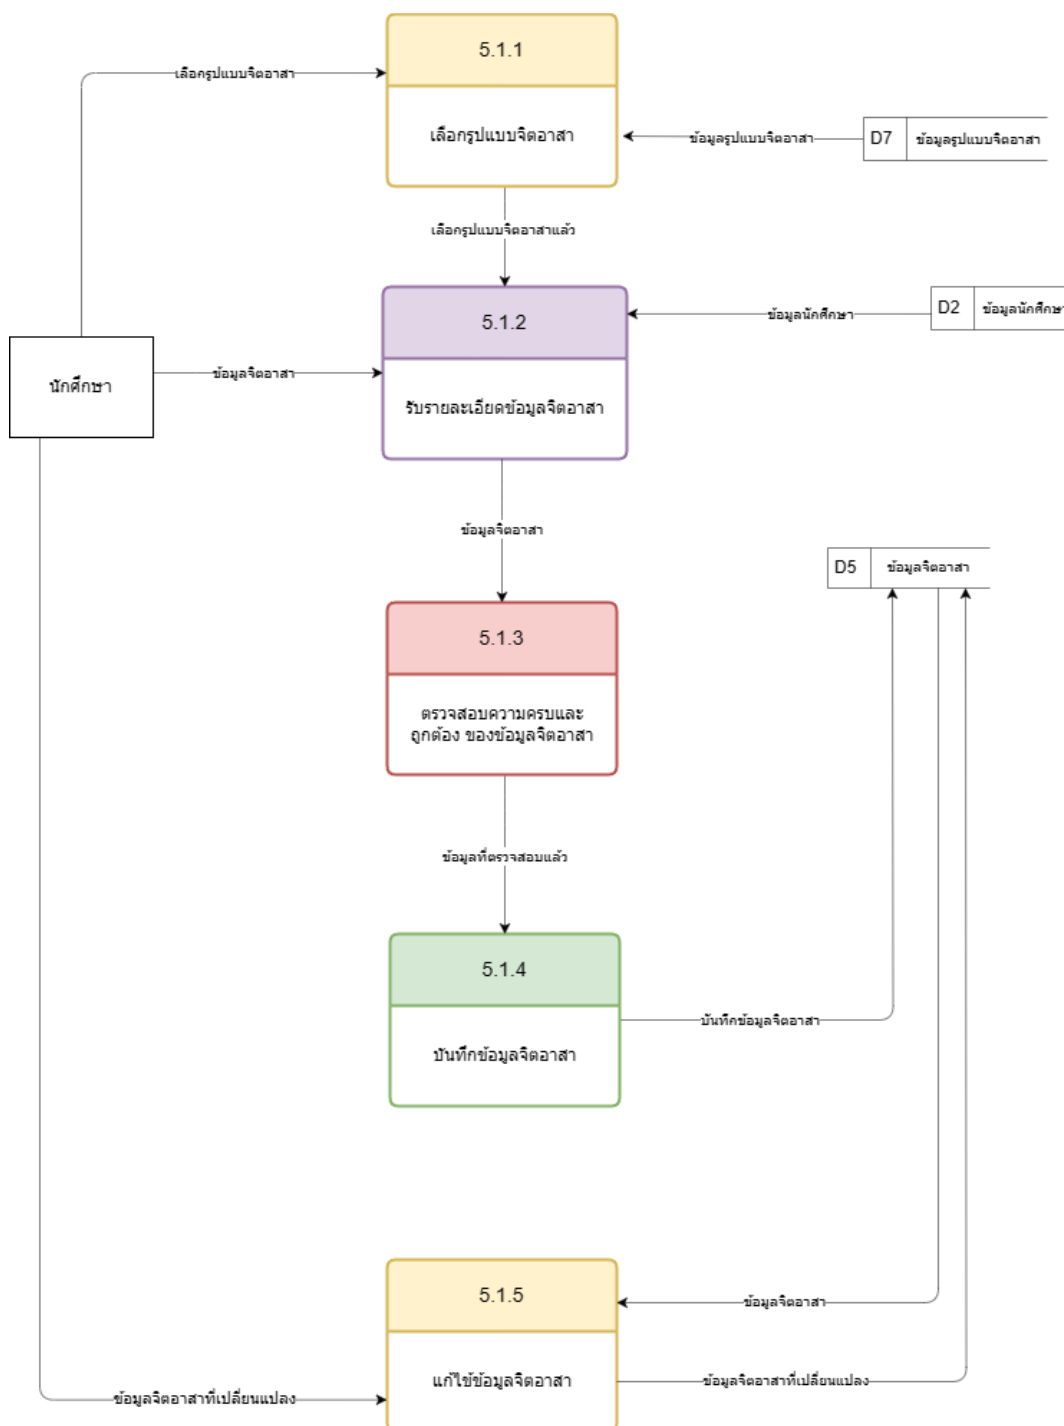 5.1.1
เลือกรูปแบบจิตอาสา
เลือกรูปแบบจิตอาสา
ข้อมูลรูปแบบจิตอาสา
D7
ข้อมูลรูปแบบจิตอาสา
เลือกรูปแบบจิตอาสาแล้ว
5.1.2
ข้อมูลนักศึกษา
D2
ข้อมูลนักศึกษา
นักศึกษา
ข้อมูลจิตอาสา
รับรายละเอียดข้อมูลจิตอาสา
ข้อมูลจิตอาสา
D5
ข้อมูลจิตอาสา
5.1.3
ตรวจสอบความครบและ
ถูกต้อง ของข้อมูลจิตอาสา
ข้อมูลที่ตรวจสอบแล้ว
5.1.4
บันทึกข้อมูลจิตอาสา
บันทึกข้อมูลจิตอาสา
5.1.5
ข้อมูลจิตอาสา
แก้ไข้ข้อมูลจิตอาสา
ข้อมูลจิตอาสาที่เปลี่ยนแปลง
ข้อมูลจิตอาสาที่เปลี่ยนแปลง